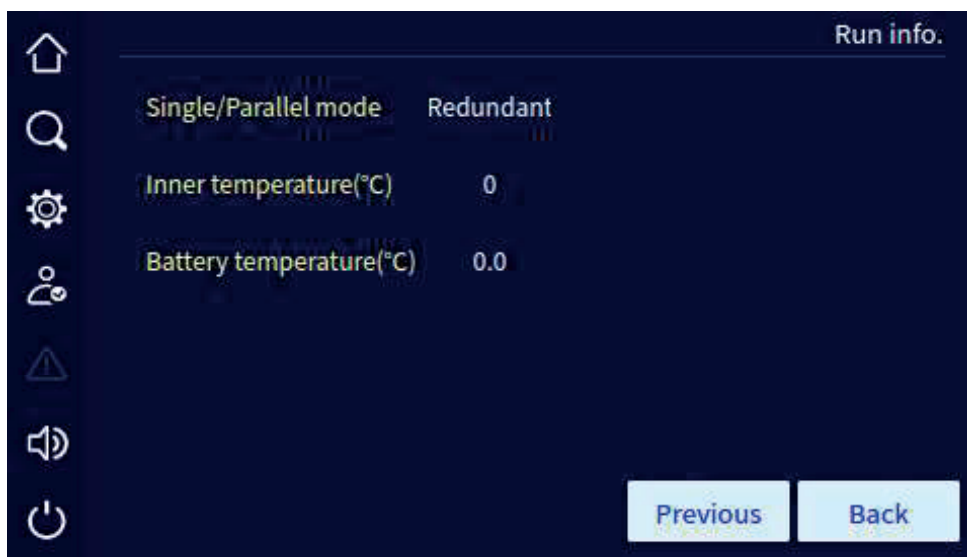 Run info.
Single/Parallel mode Redundant
Inner temperature(°C) 0
Battery temperature(°C) 0.0
Previous Back